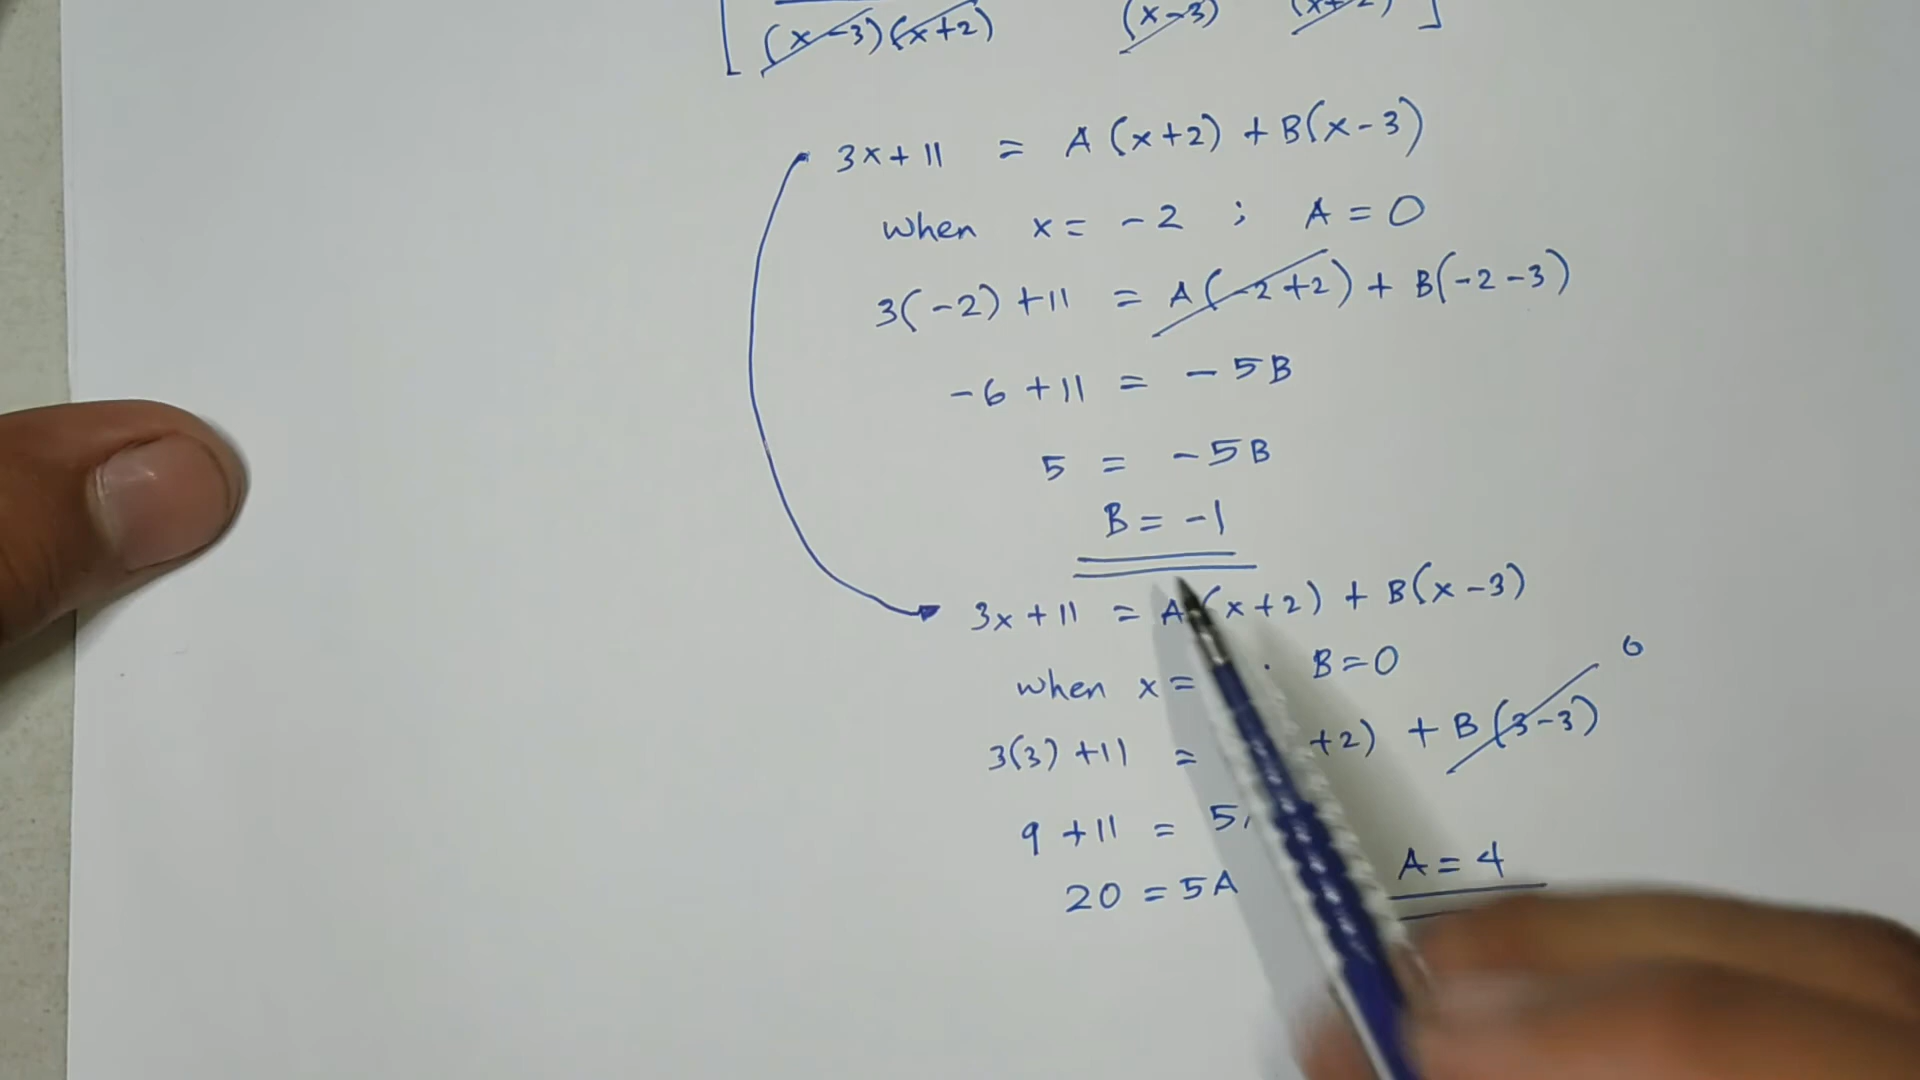 (x-3)(x+2) (x-3) (x+2)
3x+11 = A(x+2) + B(x-3)
when x = -2 ; A = 0
3(-2) +11 = A(-2+2) + B(-2-3)
-6 +11 = -5B
5 = -5B
B = -1
3x+11 = A(x+2) + B(x-3)
when x = B=0
3(3) +11 = +2) + B(3-3) 0
9 +11 = 5
20 = 5A
A = 4